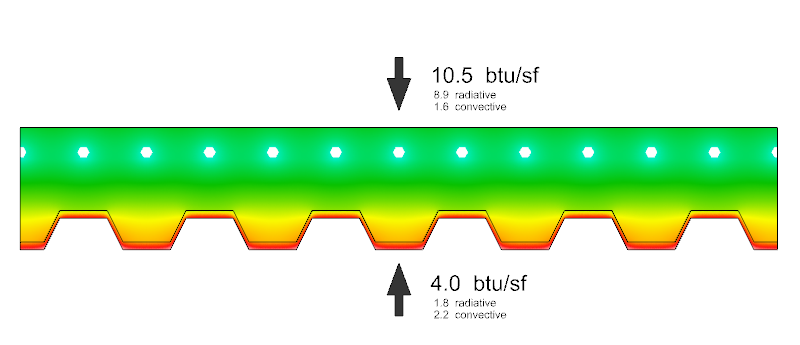 10.5 btu/sf
8.9 radiative
1.6 convective
4.0 btu/sf
1.8 radiative
2.2 convective